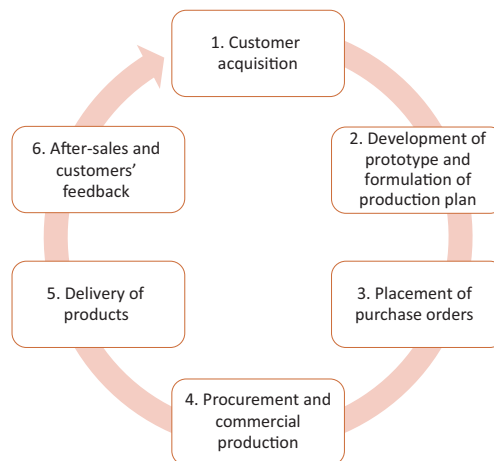 1. Customer
acquisition
2. Development of
prototype and
formulation of
production plan
3. Placement of
purchase orders
4. Procurement and
commercial
production
5. Delivery of
products
6. After-sales and
customers’
feedback